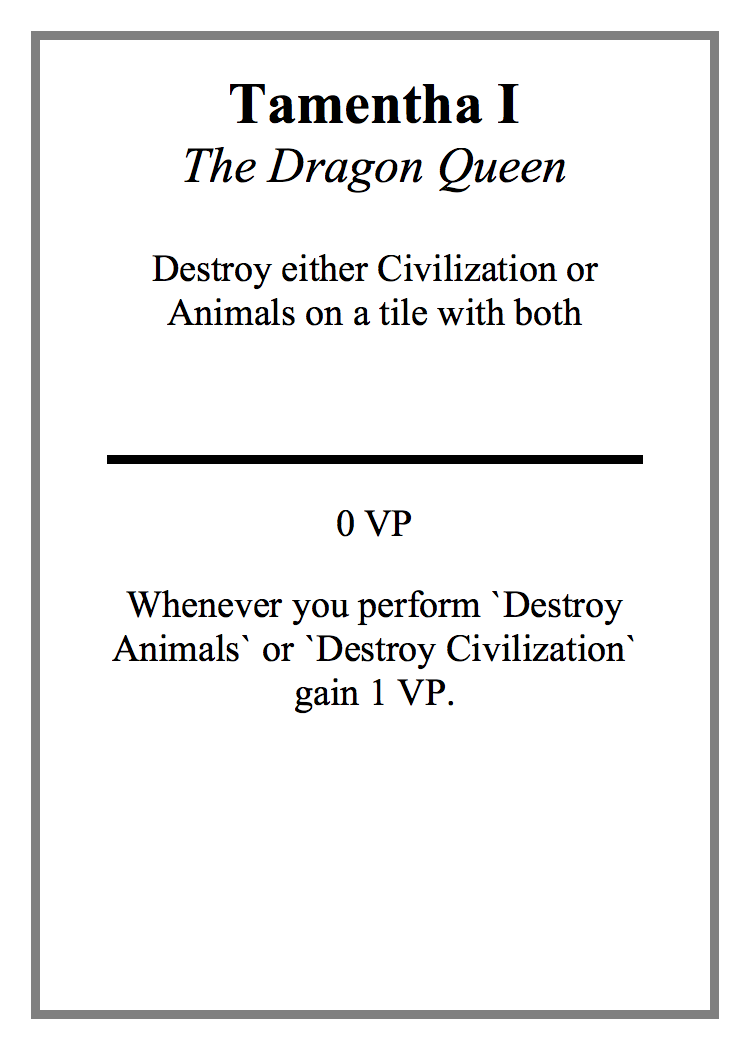 Tamentha I
The Dragon Queen
Destroy either Civilization or
Animals on a tile with both
0 VP
Whenever you perform `Destroy
Animals` or `Destroy Civilization`
gain 1 VP.